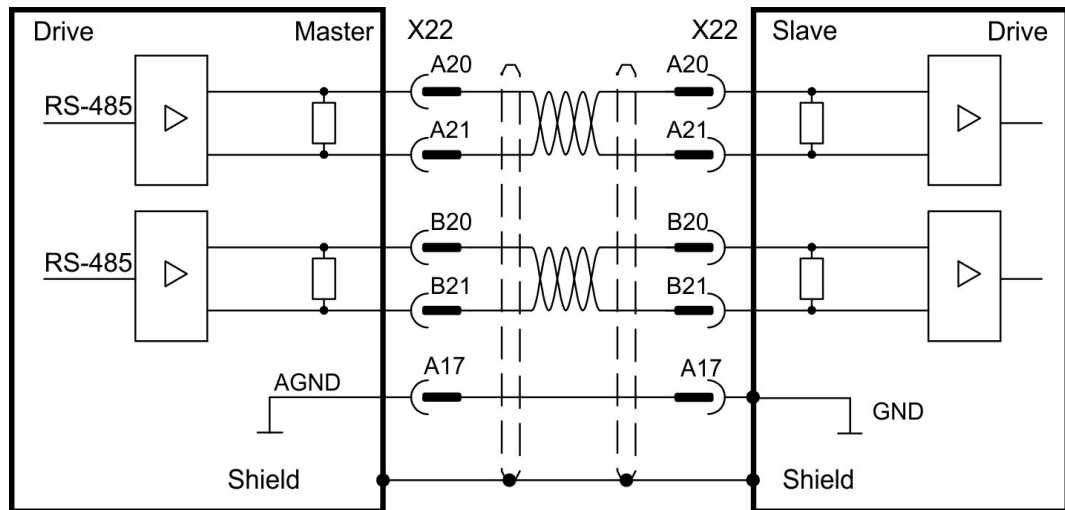 Drive Master X22 X22 Slave Drive
A20 A20
RS-485
A21 A21
B20 B20
RS-485
B21 B21
A17 A17
AGND
GND
Shield Shield